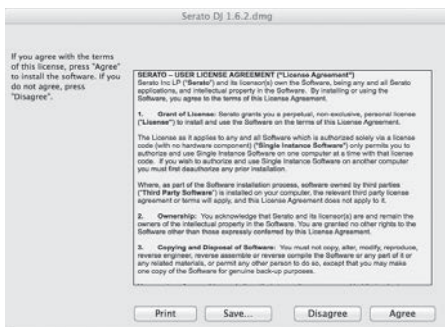 Serato DJ 1.6.2.dmg
If you agree with the terms
of this license, press "Agree"
to install the software. If you
do not agree, press
"Disagree".
SERATO – USER LICENSE AGREEMENT ("License Agreement")
Serato Inc LP ("Serato") and its licensor(s) own the Software, being any and all Serato
applications, and intellectual property in the Software. By installing or using the
Software, you agree to the terms of this License Agreement.
1. Grant of License: Serato grants you a perpetual, non-exclusive, personal license
("License") to install and use the Software on the terms of this License Agreement.
The License as it applies to any and all Software which is authorized solely via a license
code (with no hardware component) ("Single Instance Software") only permits you to
authorize and use Single Instance Software on one computer at a time with that license
code. If you wish to authorize and use Single Instance Software on another computer
you must first deauthorize any prior installation.
Where, as part of the Software installation process, software owned by third parties
("Third Party Software") is installed on your computer, the relevant third party license
agreement or terms will apply, and this License Agreement does not apply to it.
2. Ownership: You acknowledge that Serato and its licensor(s) are and remain the
owners of the intellectual property in the Software. You are granted no other rights to the
Software other than those expressly conferred by this License Agreement.
3. Copying and Disposal of Software: You must not copy, alter, modify, reproduce,
reverse engineer, reverse assemble or reverse compile the Software or any part of it or
any related materials, or permit any other person to do so, except that you may make
one copy of the Software for genuine back-up purposes.
Print Save... Disagree Agree